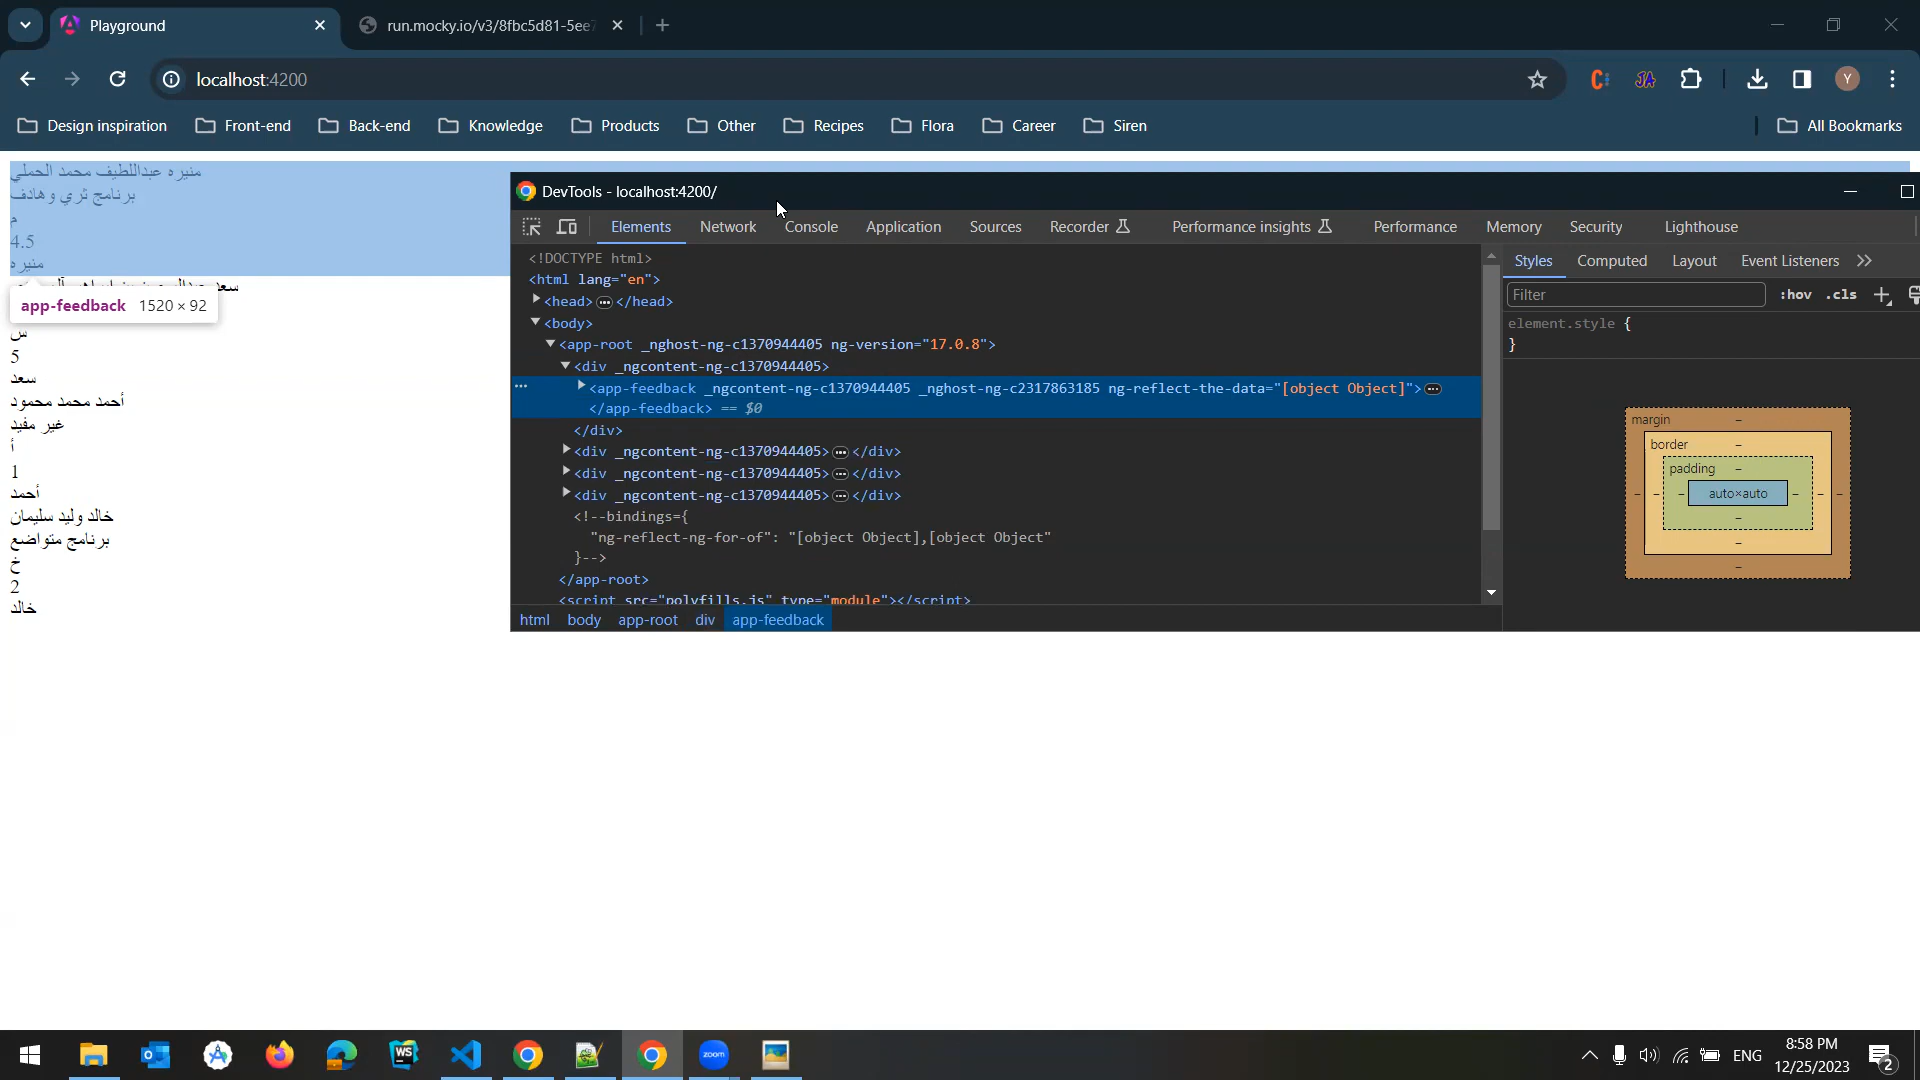 Playground
run.mocky.io/v3/8fbc5d81-5ee
localhost:4200
Design inspiration
Front-end
Back-end
Knowledge
Products
Other
Recipes
Flora
Career
Siren
All Bookmarks
منيره عبداللطيف محمد الحملي
برنامج ثري وهادف
م
4.5
منيره
سعد
app-feedback 1520 × 92
س
5
سعد
أحمد محمد محمود
غير مفيد
أ
1
أحمد
خالد وليد سليمان
برنامج متواضع
خ
2
خالد
DevTools - localhost:4200/
Elements
Network
Console
Application
Sources
Recorder
Performance insights
Performance
Memory
Security
Lighthouse
<!DOCTYPE html>
<html lang="en">
<head> </head>
<body>
<app-root _nghost-ng-c1370944405 ng-version="17.0.8">
<div _ngcontent-ng-c1370944405>
<app-feedback _ngcontent-ng-c1370944405 _nghost-ng-c2317863185 ng-reflect-the-data="[object Object]">
</app-feedback> == $0
</div>
<div _ngcontent-ng-c1370944405> </div>
<div _ngcontent-ng-c1370944405> </div>
<div _ngcontent-ng-c1370944405> </div>
<!--bindings={
"ng-reflect-ng-for-of": "[object Object],[object Object"
}-->
</app-root>
<script src="polyfills.js" type="module"></script>
html body app-root div app-feedback
Styles
Computed
Layout
Event Listeners
Filter
:hov .cls
element.style {
}
margin
border
padding
auto×auto
Y
WS
zoom
ENG
8:58 PM
12/25/2023
2